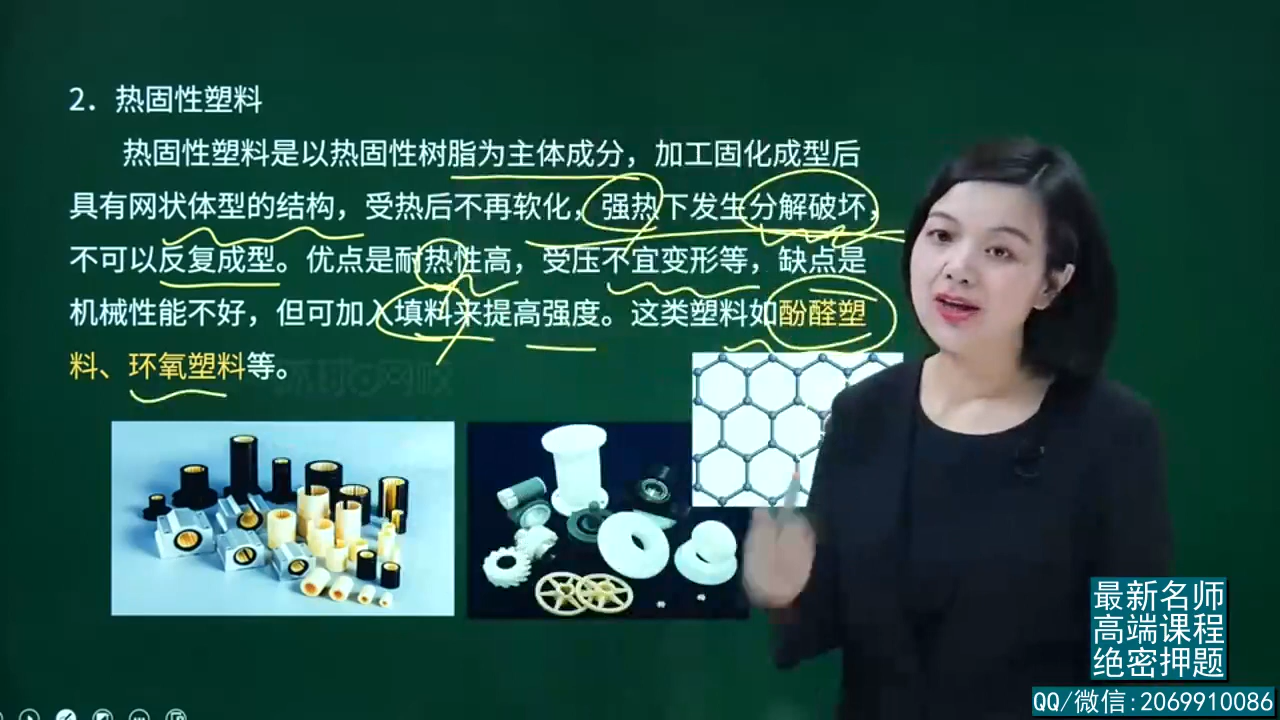 2．热固性塑料
热固性塑料是以热固性树脂为主体成分，加工固化成型后
具有网状体型的结构，受热后不再软化，强热下发生分解破坏，
不可以反复成型。优点是耐热性高，受压不宜变形等，缺点是
机械性能不好，但可加入填料来提高强度。这类塑料如酚醛塑
料、环氧塑料等。
最新名师
高端课程
绝密押题
QQ/微信:2069910086